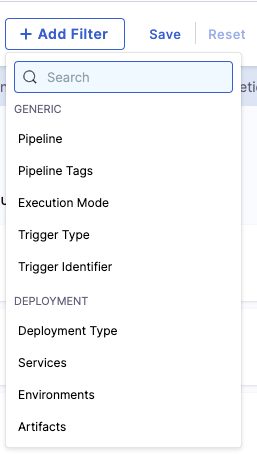 + Add Filter Save Reset
Search
GENERIC
Pipeline
Pipeline Tags
Execution Mode
Trigger Type
Trigger Identifier
DEPLOYMENT
Deployment Type
Services
Environments
Artifacts